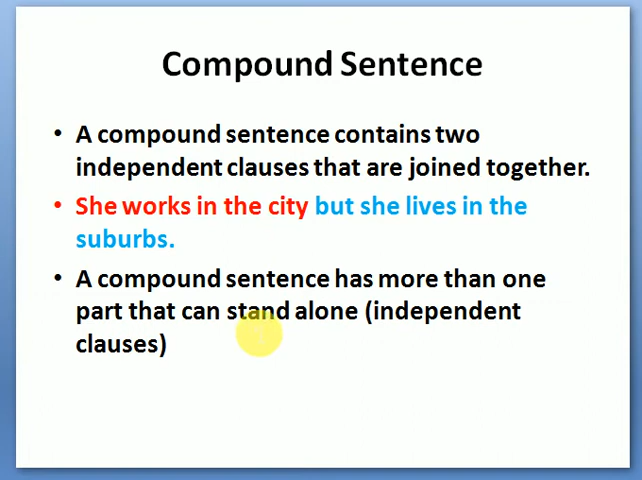 Compound Sentence
• A compound sentence contains two
independent clauses that are joined together.
• She works in the city but she lives in the
suburbs.
• A compound sentence has more than one
part that can stand alone (independent
clauses)